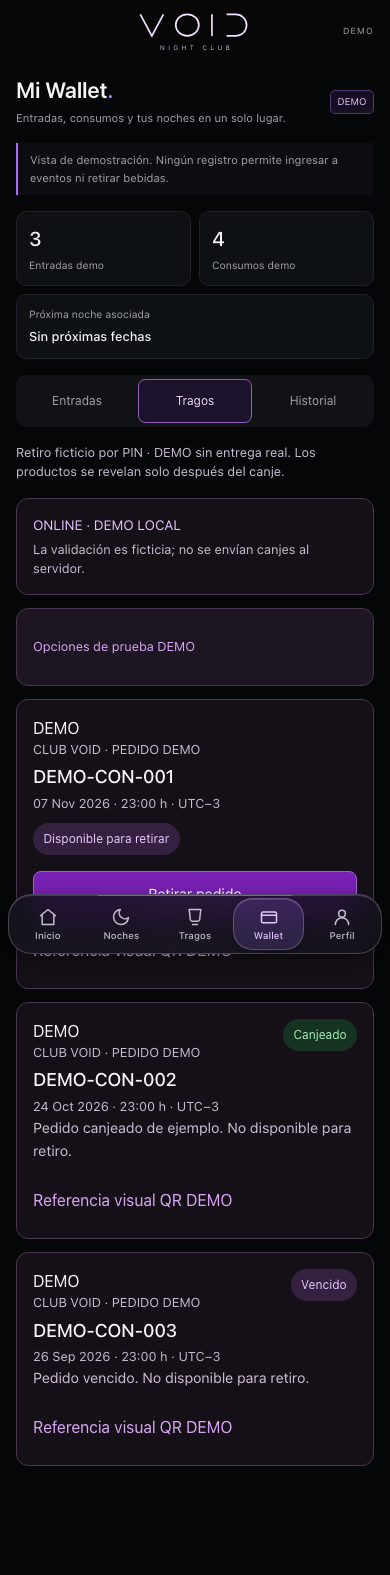 VOID
NIGHT CLUB
DEMO
Mi Wallet.
DEMO
Entradas, consumos y tus noches en un solo lugar.
Vista de demostración. Ningún registro permite ingresar a
eventos ni retirar bebidas.
3
Entradas demo
4
Consumos demo
Próxima noche asociada
Sin próximas fechas
Entradas
Tragos
Historial
Retiro ficticio por PIN · DEMO sin entrega real. Los
productos se revelan solo después del canje.
ONLINE · DEMO LOCAL
La validación es ficticia; no se envían canjes al
servidor.
Opciones de prueba DEMO
DEMO
CLUB VOID · PEDIDO DEMO
DEMO-CON-001
07 Nov 2026 · 23:00 h · UTC−3
Disponible para retirar
Retirar pedido
Inicio
Noches
Tragos
Wallet
Perfil
Referencia visual QR DEMO
DEMO
Canjeado
CLUB VOID · PEDIDO DEMO
DEMO-CON-002
24 Oct 2026 · 23:00 h · UTC−3
Pedido canjeado de ejemplo. No disponible para
retiro.
Referencia visual QR DEMO
DEMO
Vencido
CLUB VOID · PEDIDO DEMO
DEMO-CON-003
26 Sep 2026 · 23:00 h · UTC−3
Pedido vencido. No disponible para retiro.
Referencia visual QR DEMO